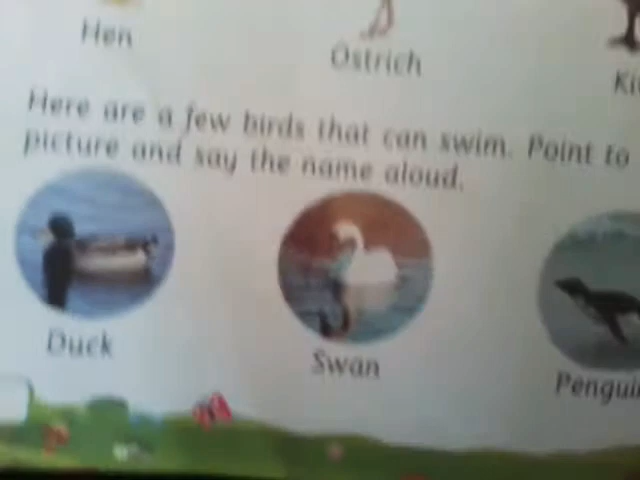 Hen
Ostrich
Here are a few birds that can swim. Point to
picture and say the name aloud.
Duck
Swan